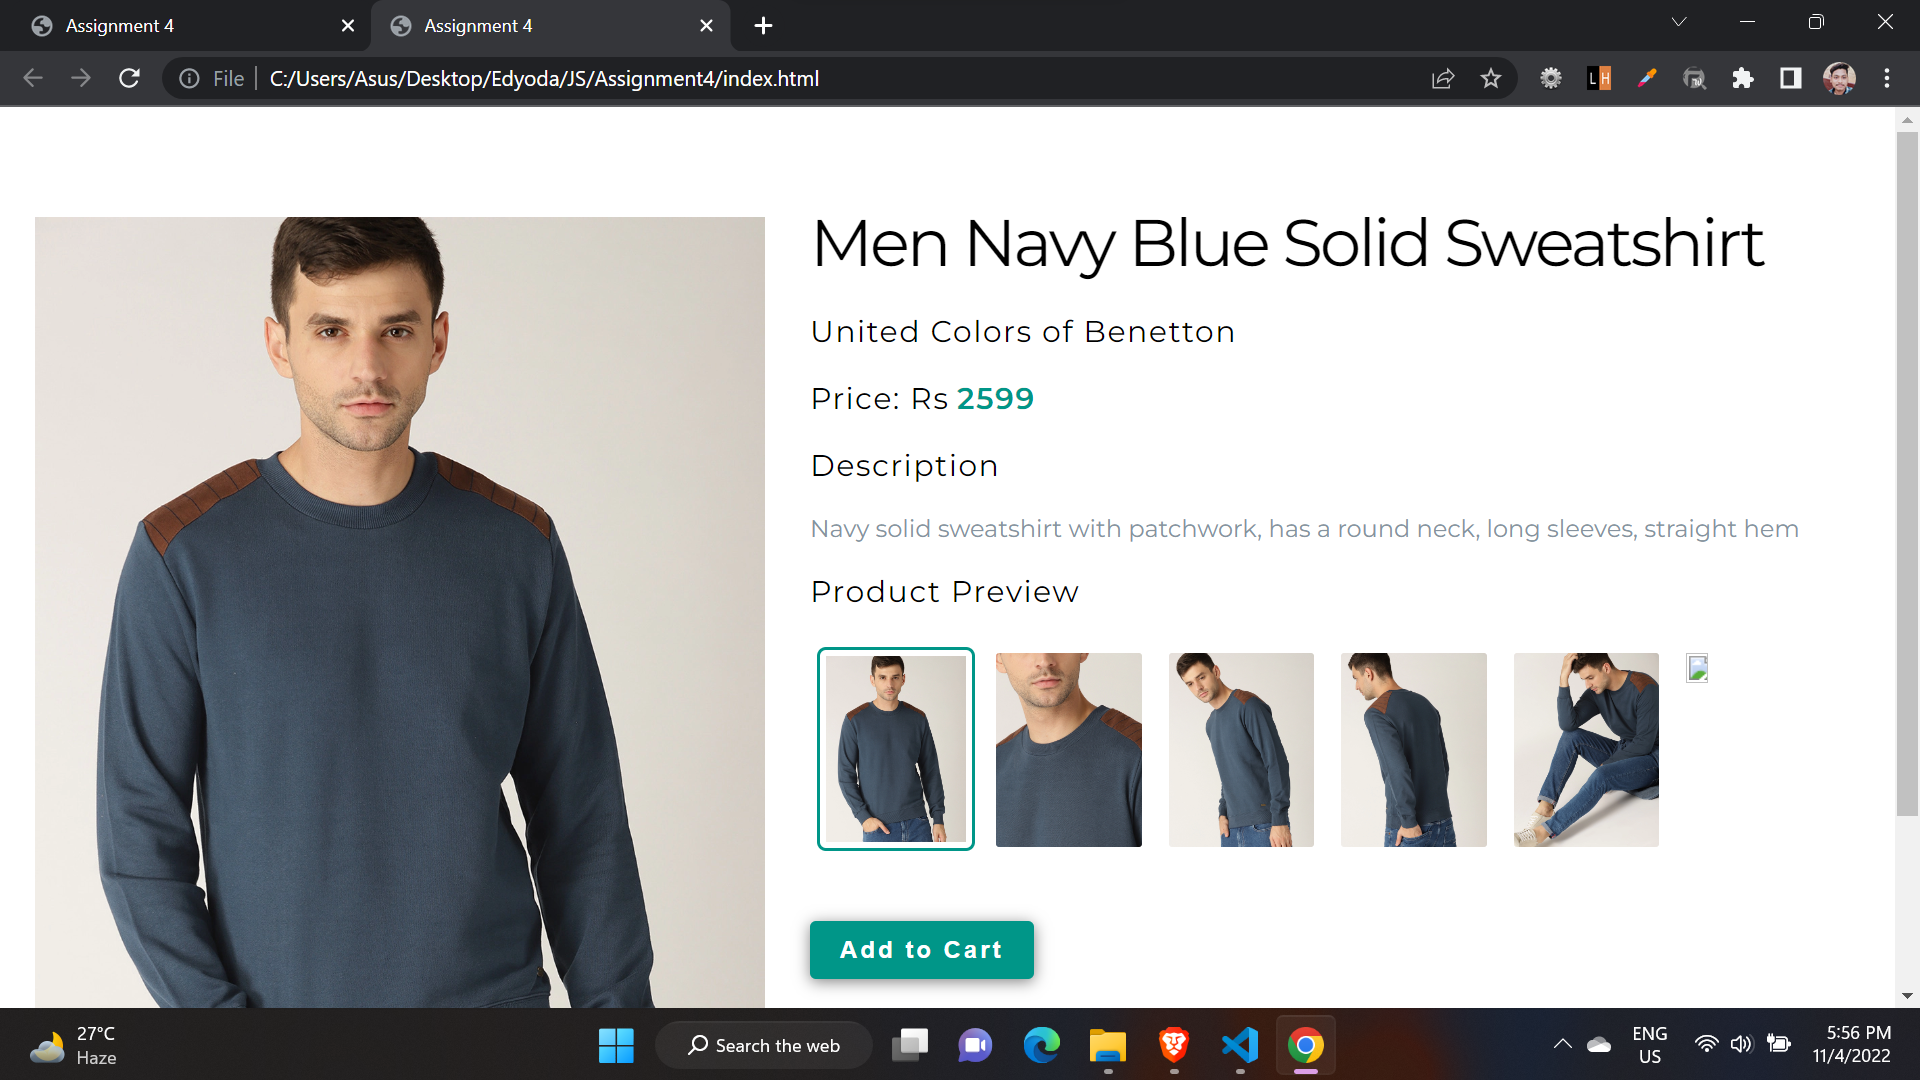 Assignment 4
Assignment 4
File
C:/Users/Asus/Desktop/Edyoda/JS/Assignment4/index.html
L H
Men Navy Blue Solid Sweatshirt
United Colors of Benetton
Price: Rs 2599
Description
Navy solid sweatshirt with patchwork, has a round neck, long sleeves, straight hem
Product Preview
Add to Cart
27°C
Haze
Search the web
ENG
US
5:56 PM
11/4/2022